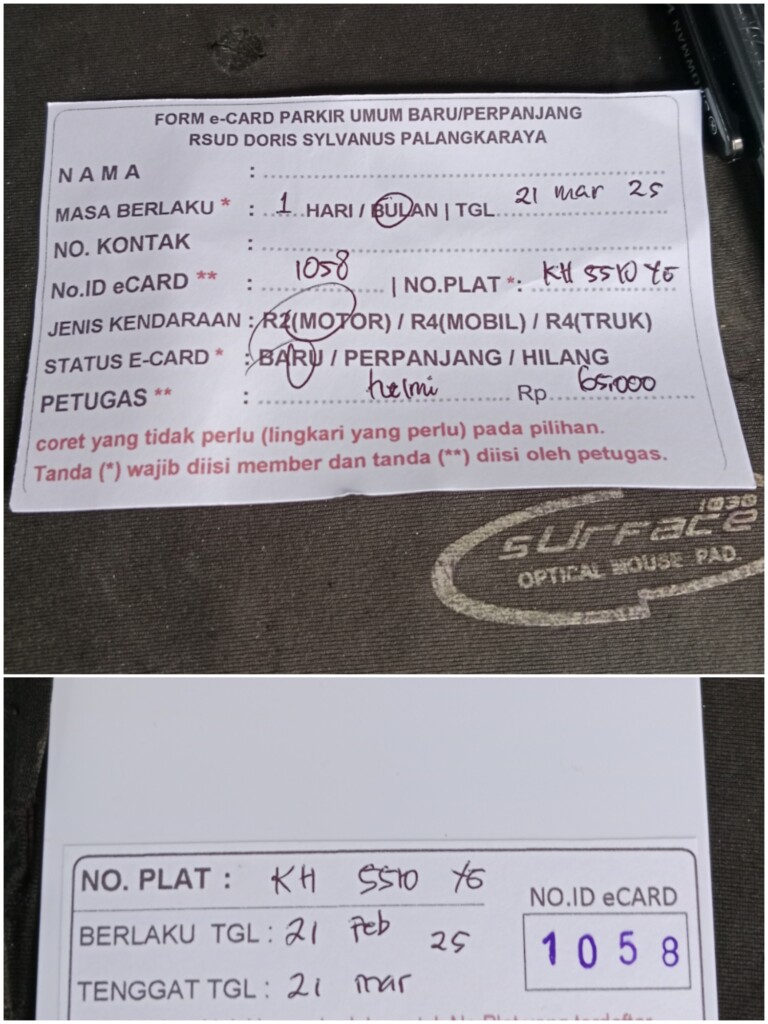 FORM e-CARD PARKIR UMUM BARU/PERPANJANG
RSUD DORIS SYLVANUS PALANGKARAYA
NAMA :
MASA BERLAKU * : 1 HARI / BULAN | TGL 21 mar 25
NO. KONTAK :
No.ID eCARD ** : 1058 | NO.PLAT *: KH 5510 YG
JENIS KENDARAAN : R2(MOTOR) / R4(MOBIL) / R4(TRUK)
STATUS E-CARD * : BARU / PERPANJANG / HILANG
PETUGAS ** : helmi Rp 65.000
coret yang tidak perlu (lingkari yang perlu) pada pilihan.
Tanda (*) wajib diisi member dan tanda (**) diisi oleh petugas.
1030
surface
OPTICAL MOUSE PAD
NO. PLAT : KH 5510 YG
BERLAKU TGL : 21 Feb 25
TENGGAT TGL : 21 mar
NO.ID eCARD
1058